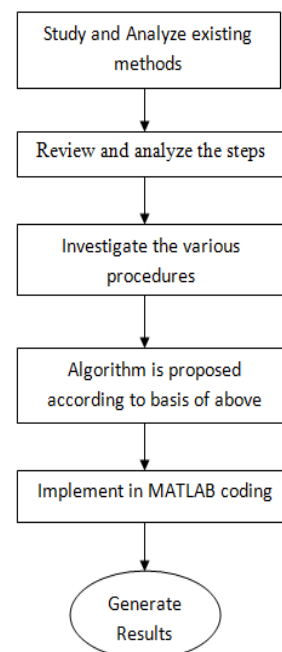 Study and Analyze existing
methods
Review and analyze the steps
Investigate the various
procedures
Algorithm is proposed
according to basis of above
Implement in MATLAB coding
Generate
Results